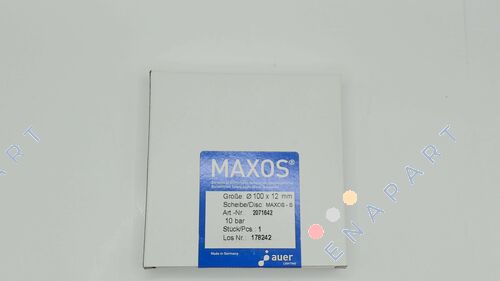 MAXOS®
Größe: Ø 100 x 12 mm
Scheibe/Disc MAXOS - S
Art -Nr 2071642
10 bar
Stück/Pcs : 1
Los Nr.: 178242
Made in Germany
auer
LIGHTING
ENAPART